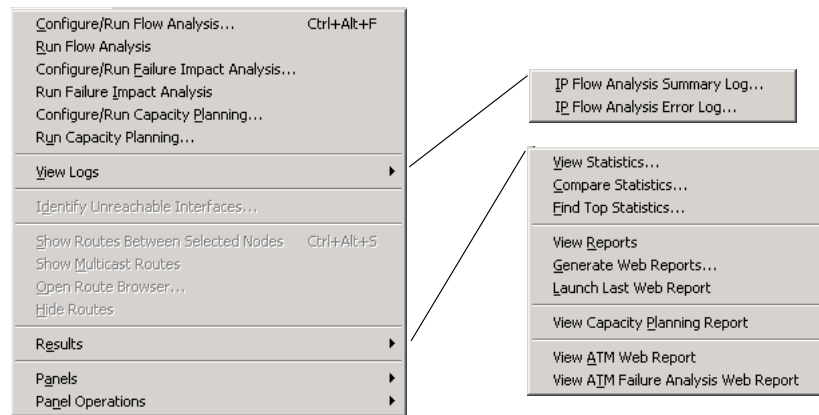 Configure/Run Flow Analysis... Ctrl+Alt+F
Run Flow Analysis
Configure/Run Failure Impact Analysis...
Run Failure Impact Analysis
Configure/Run Capacity Planning...
Run Capacity Planning...
View Logs
Identify Unreachable Interfaces...
Show Routes Between Selected Nodes Ctrl+Alt+S
Show Multicast Routes
Open Route Browser...
Hide Routes
Results
Panels
Panel Operations
IP Flow Analysis Summary Log...
IP Flow Analysis Error Log...
View Statistics...
Compare Statistics...
Find Top Statistics...
View Reports
Generate Web Reports...
Launch Last Web Report
View Capacity Planning Report
View ATM Web Report
View ATM Failure Analysis Web Report